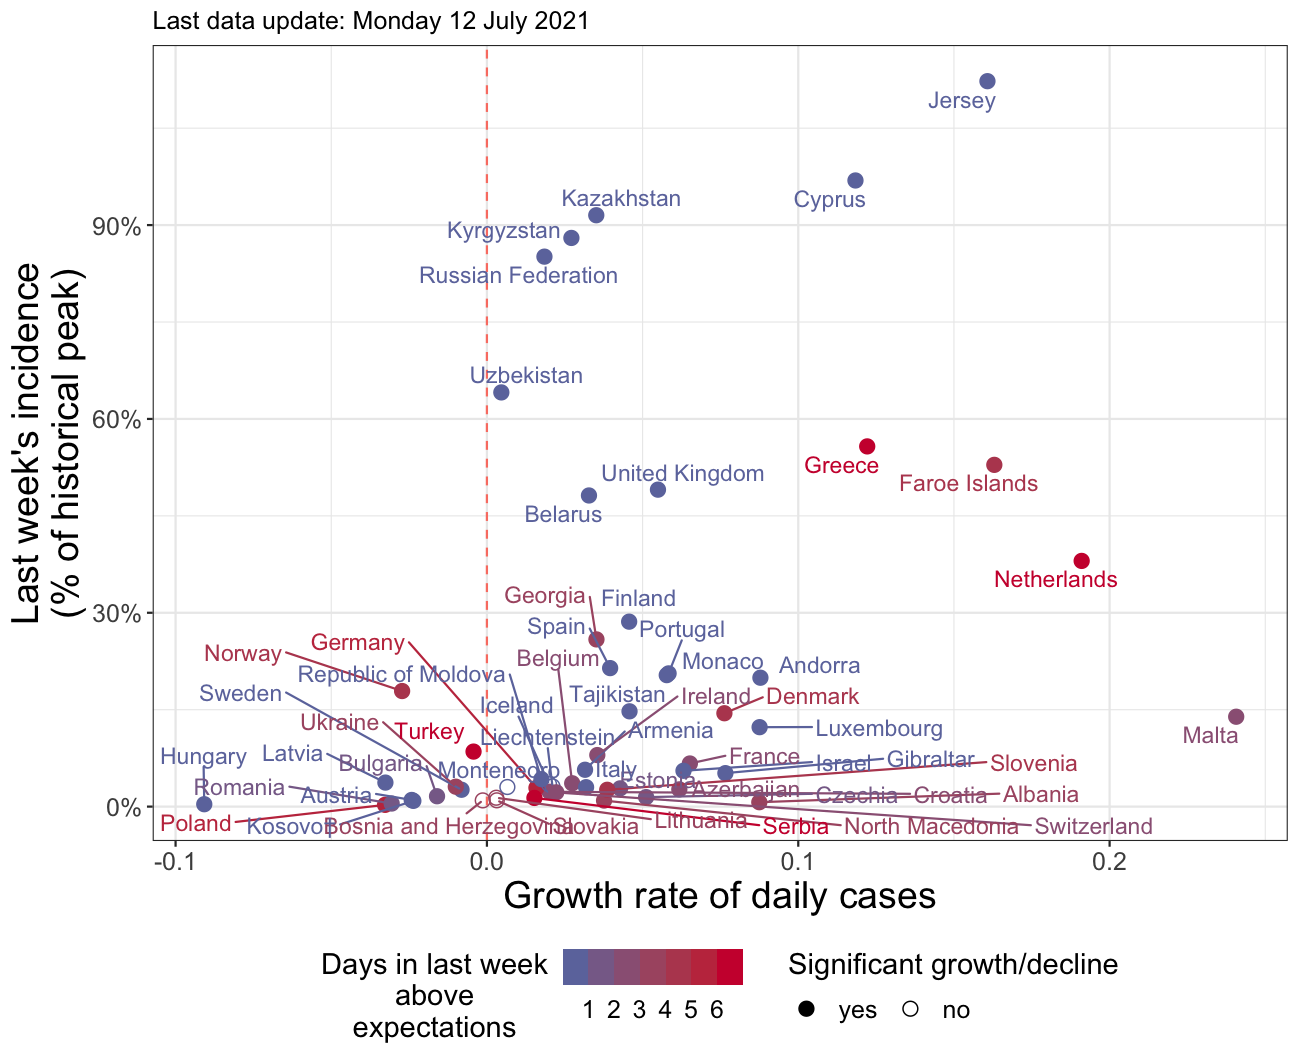 Last data update: Monday 12 July 2021
Last week's incidence
(% of historical peak)
90%
60%
30%
0%
Jersey
Cyprus
Kazakhstan
Kyrgyzstan
Russian Federation
Uzbekistan
Greece
United Kingdom
Faroe Islands
Belarus
Netherlands
Georgia
Finland
Spain
Portugal
Germany
Norway
Belgium
Monaco
Andorra
Republic of Moldova
Sweden
Tajikistan
Ireland
Denmark
Iceland
Ukraine
Turkey
Armenia
Luxembourg
Liechtenstein
Malta
Hungary
Latvia
Bulgaria
France
Israel
Gibraltar
Slovenia
Montenegro
Italy
Estonia
Romania
Austria
Azerbaijan
Czechia
Croatia
Albania
Poland
Kosovo
Bosnia and Herzegovina
Slovakia
Lithuania
Serbia
North Macedonia
Switzerland
-0.1
0.0
0.1
0.2
Growth rate of daily cases
Days in last week
above
expectations
1 2 3 4 5 6
Significant growth/decline
yes
no